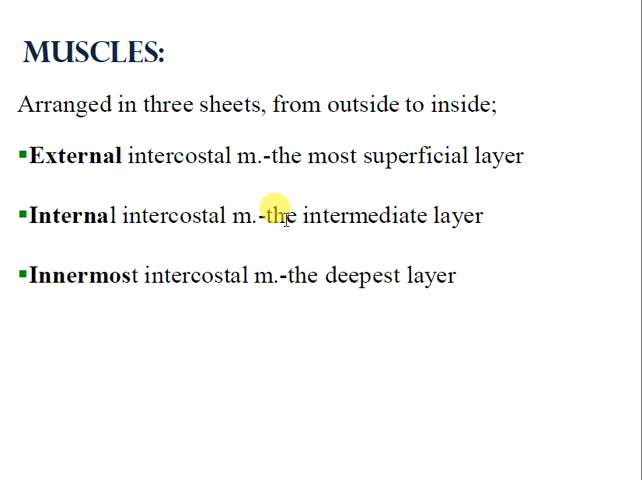 MUSCLES:
Arranged in three sheets, from outside to inside;
▪External intercostal m.-the most superficial layer
▪Internal intercostal m.-the intermediate layer
▪Innermost intercostal m.-the deepest layer